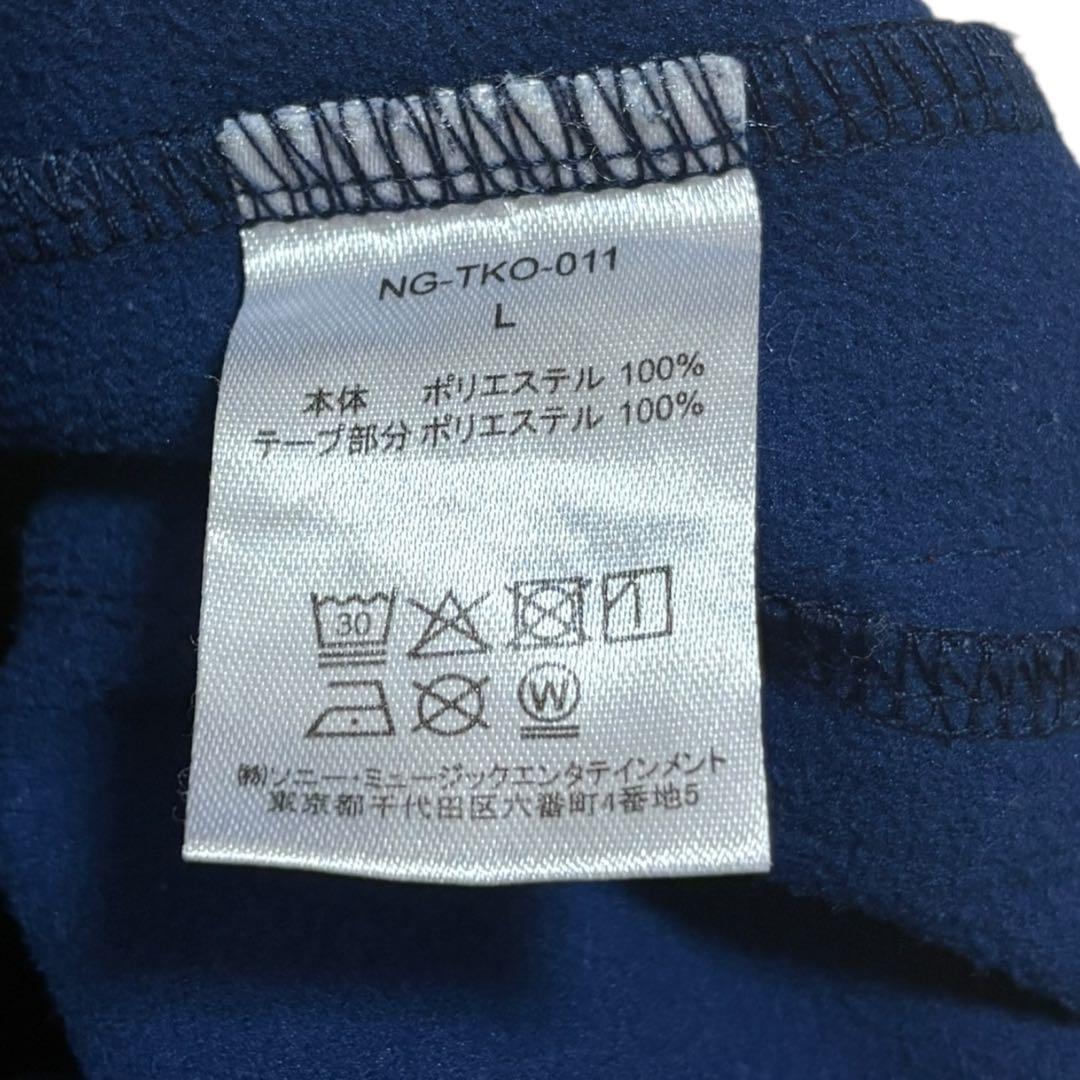 NG-TKO-011
L
本体 ポリエステル 100%
テープ部分 ポリエステル 100%
30
W
㈱ソニー・ミュージックエンタテインメント
東京都千代田区六番町4番地5